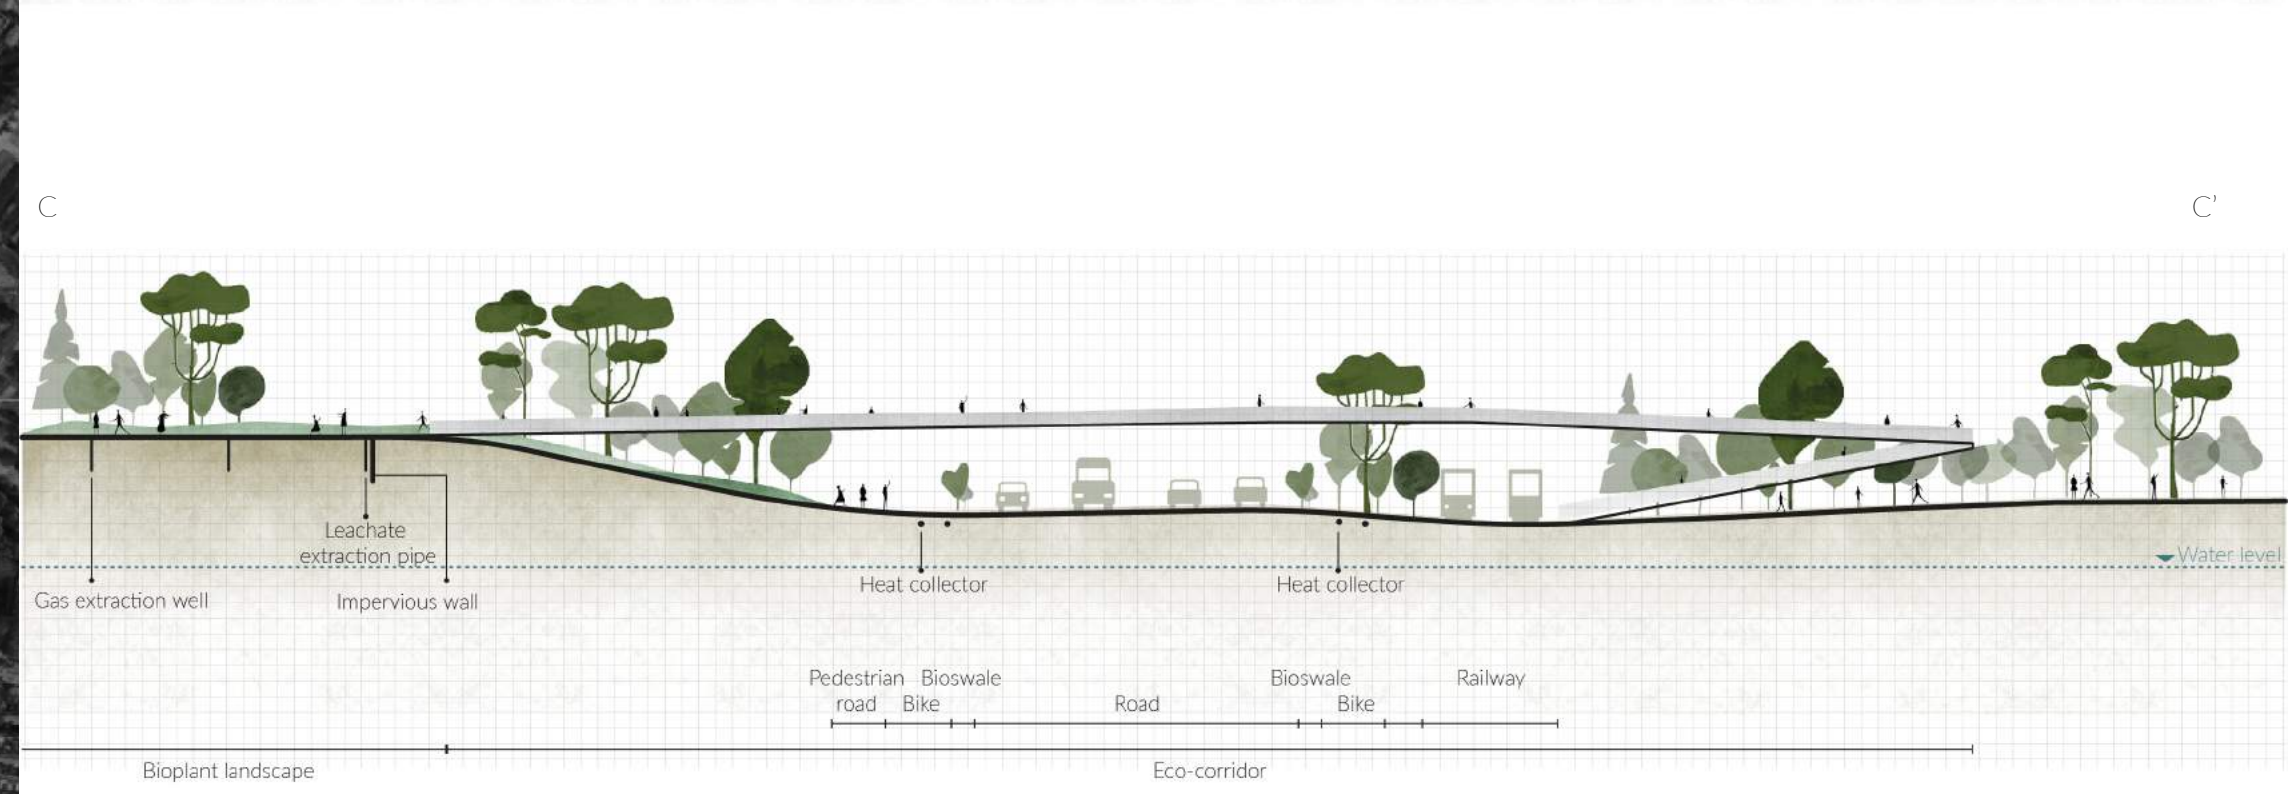 C
C'
Leachate
extraction pipe
Water level
Gas extraction well
Impervious wall
Heat collector
Heat collector
Pedestrian
road
Bike
Bioswale
Road
Bioswale
Bike
Railway
Bioplant landscape
Eco-corridor